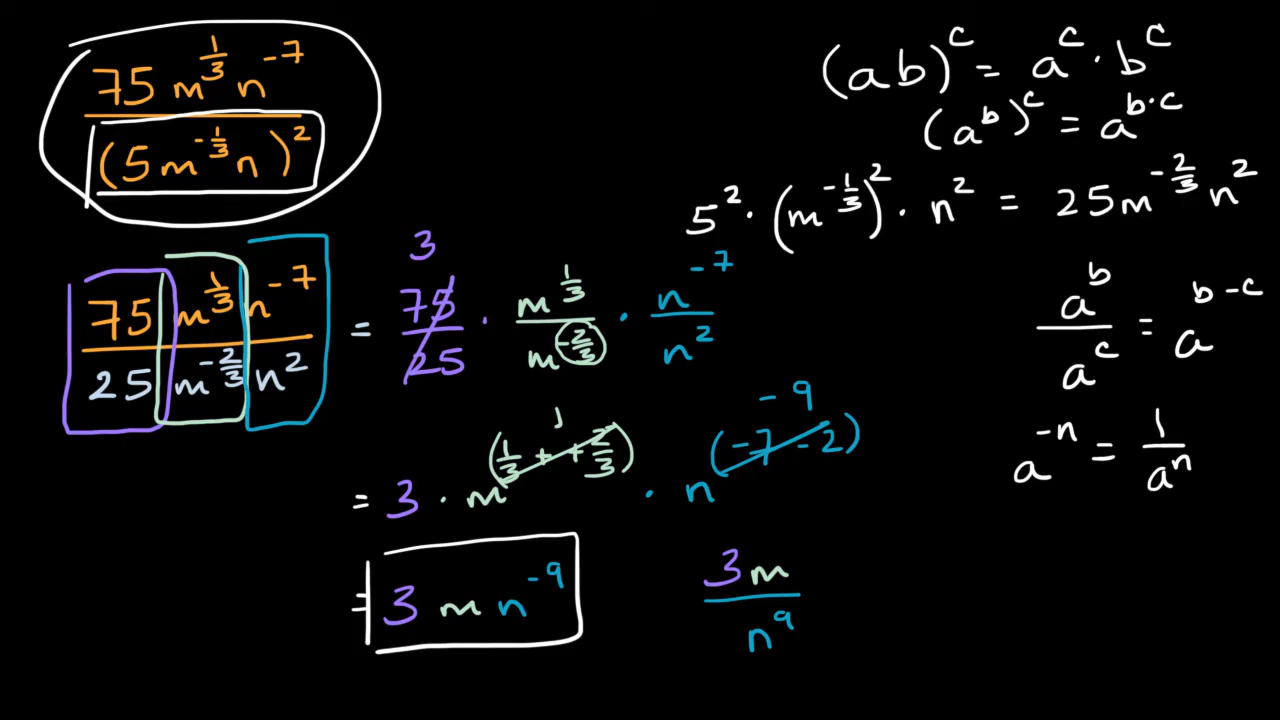 75 m^{1/3} n^{-7}
(5 m^{-1/3} n)^2
75 m^{1/3} n^{-7}
25 m^{-2/3} n^2
= 75/25 · m^{1/3}/m^{-2/3} · n^{-7}/n^2
3
= 3 · m^{(1/3 + + 2/3)} · n^{(-7 - 2)}
1
-9
= 3 m n^{-9}
3m
n^9
(ab)^c = a^c · b^c
(a^b)^c = a^{b·c}
5^2 · (m^{-1/3})^2 · n^2 = 25m^{-2/3} n^2
a^b/a^c = a^{b-c}
a^{-n} = 1/a^n